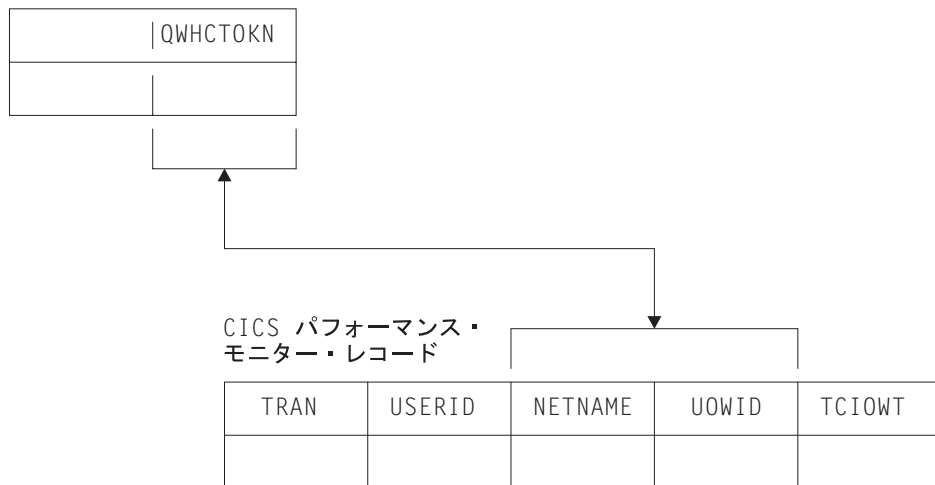 QWHCTOKN
CICS パフォーマンス・
モニター・レコード
TRAN USERID NETNAME UOWID TCIOWT